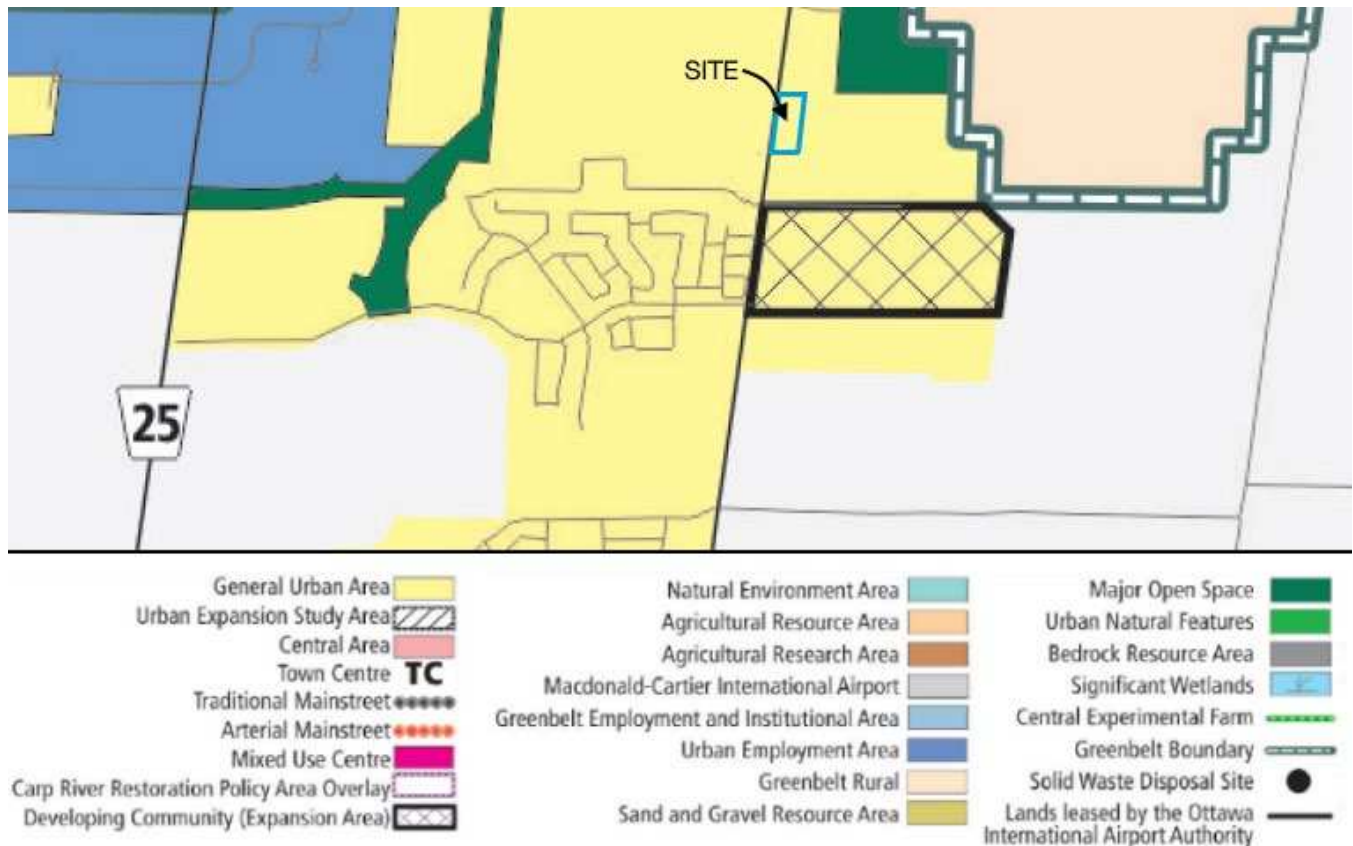 SITE
25
General Urban Area
Urban Expansion Study Area
Central Area
Town Centre TC
Traditional Mainstreet
Arterial Mainstreet
Mixed Use Centre
Carp River Restoration Policy Area Overlay
Developing Community (Expansion Area)
Natural Environment Area
Agricultural Resource Area
Agricultural Research Area
Macdonald-Cartier International Airport
Greenbelt Employment and Institutional Area
Urban Employment Area
Greenbelt Rural
Sand and Gravel Resource Area
Major Open Space
Urban Natural Features
Bedrock Resource Area
Significant Wetlands
Central Experimental Farm
Greenbelt Boundary
Solid Waste Disposal Site
Lands leased by the Ottawa
International Airport Authority